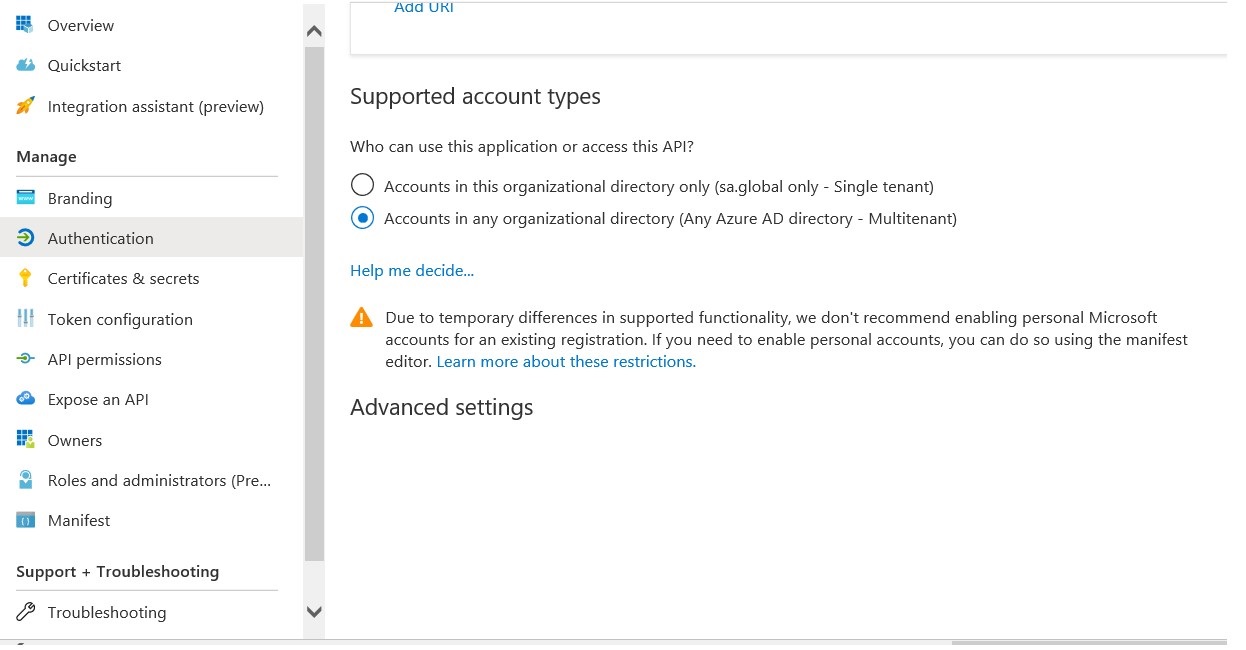 Overview
Quickstart
Integration assistant (preview)
Manage
Branding
Authentication
Certificates & secrets
Token configuration
API permissions
Expose an API
Owners
Roles and administrators (Pre...
Manifest
Support + Troubleshooting
Troubleshooting
Add URI
Supported account types
Who can use this application or access this API?
Accounts in this organizational directory only (sa.global only - Single tenant)
Accounts in any organizational directory (Any Azure AD directory - Multitenant)
Help me decide...
Due to temporary differences in supported functionality, we don't recommend enabling personal Microsoft
accounts for an existing registration. If you need to enable personal accounts, you can do so using the manifest
editor. Learn more about these restrictions.
Advanced settings